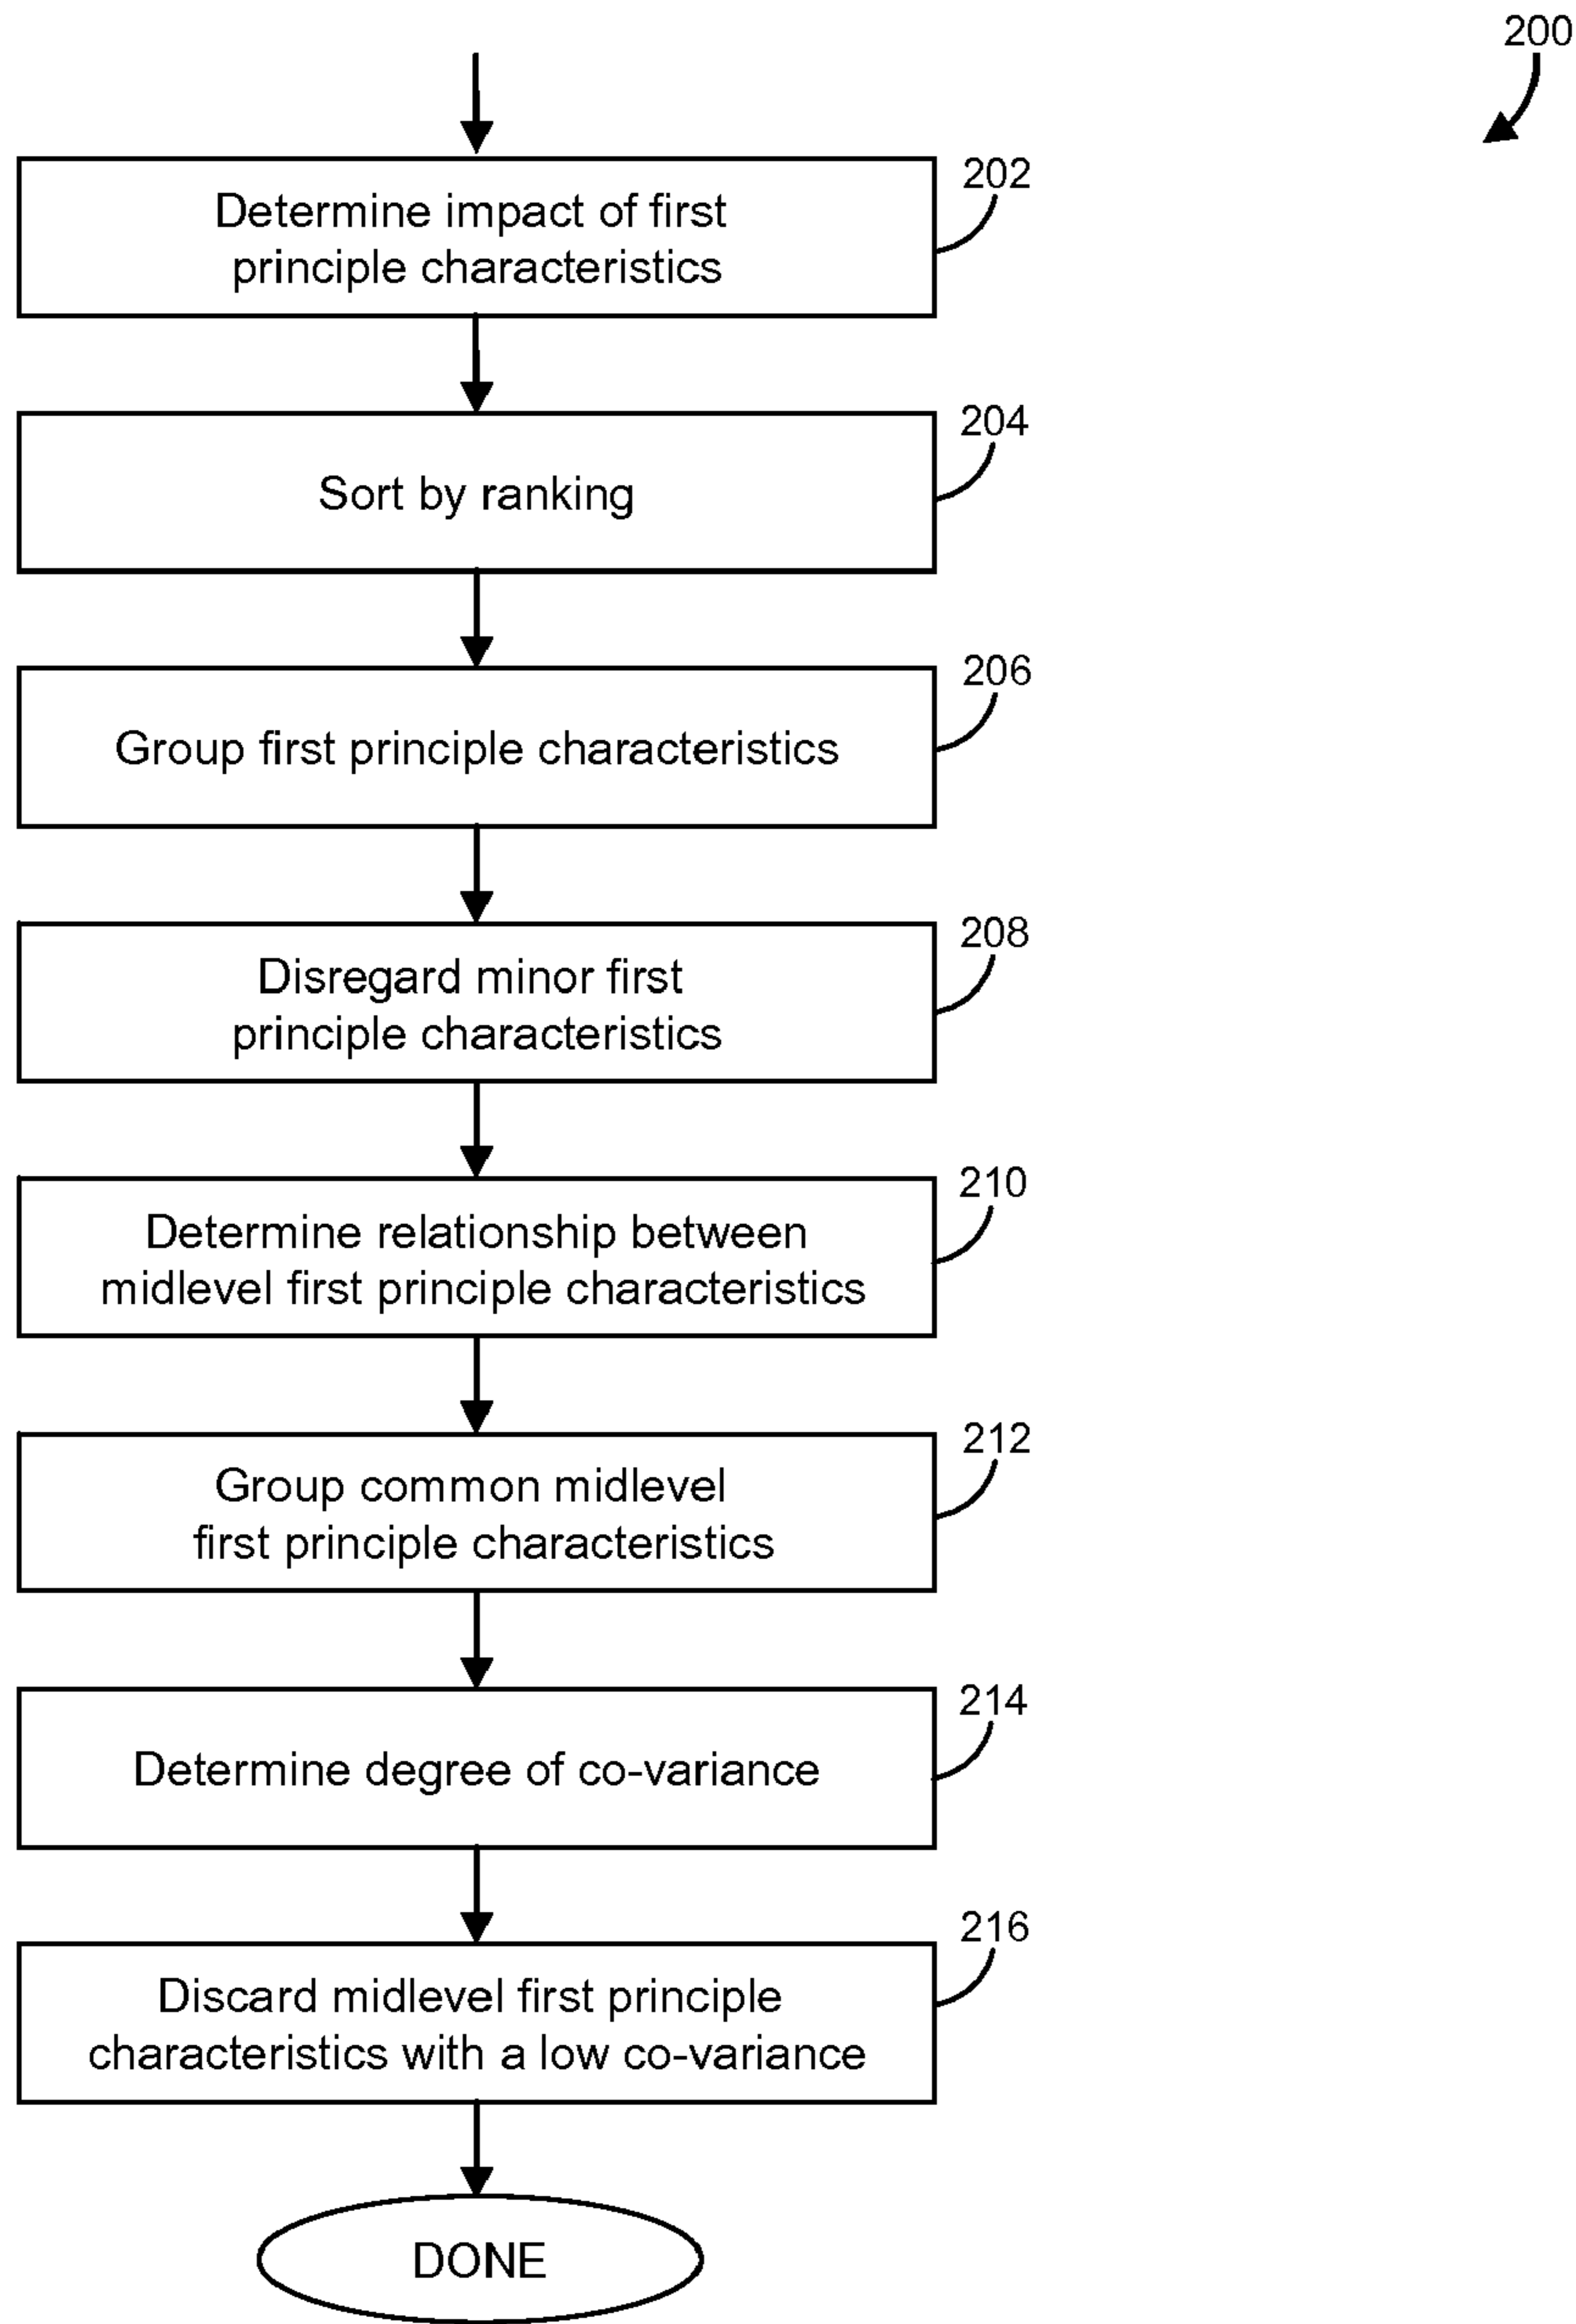 200
202
Determine impact of first
principle characteristics
204
Sort by ranking
206
Group first principle characteristics
208
Disregard minor first
principle characteristics
210
Determine relationship between
midlevel first principle characteristics
212
Group common midlevel
first principle characteristics
214
Determine degree of co-variance
216
Discard midlevel first principle
characteristics with a low co-variance
DONE